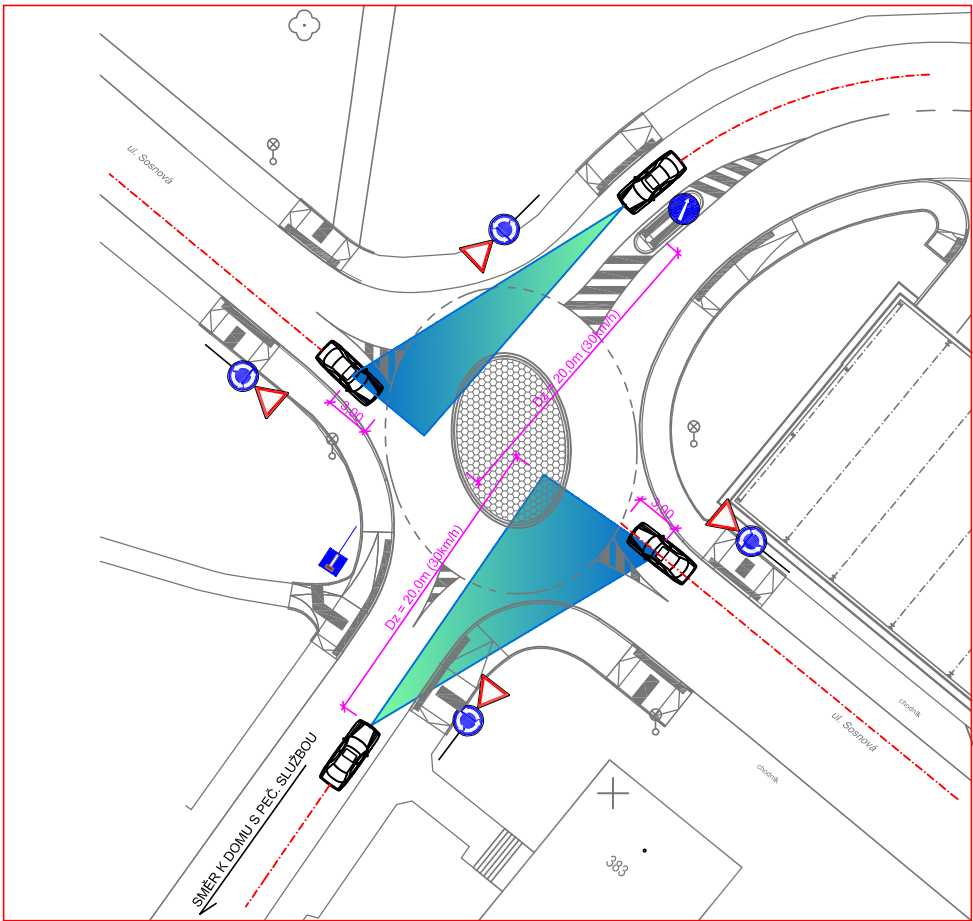 ul. Sosnová
Dz = 20.0m (30km/h)
3.00
3.00
Dz = 20.0m (30km/h)
chodník
ul. Sosnová
chodník
SMĚR K DOMU S PEČ. SLUŽBOU
383